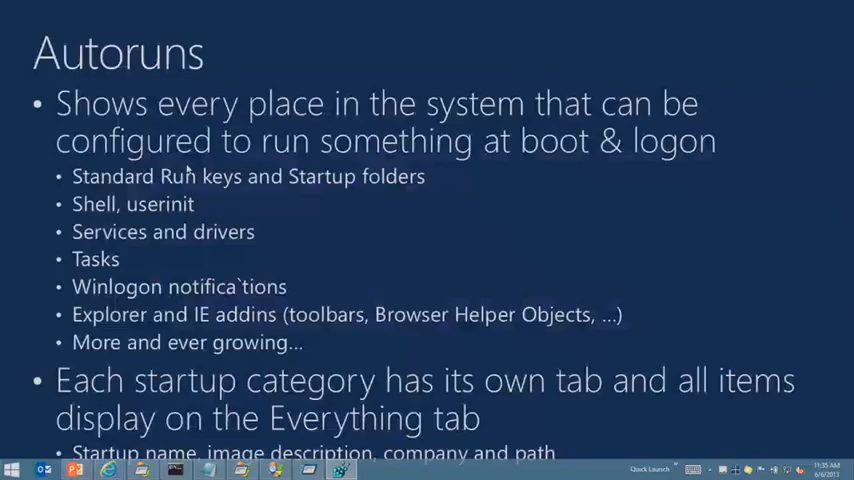 Autoruns
• Shows every place in the system that can be
configured to run something at boot & logon
• Standard Run keys and Startup folders
• Shell, userinit
• Services and drivers
• Tasks
• Winlogon notifica`tions
• Explorer and IE addins (toolbars, Browser Helper Objects, ...)
• More and ever growing...
• Each startup category has its own tab and all items
display on the Everything tab
• Startup name, image description, company and path
Quick Launch
11:35 AM
6/6/2013